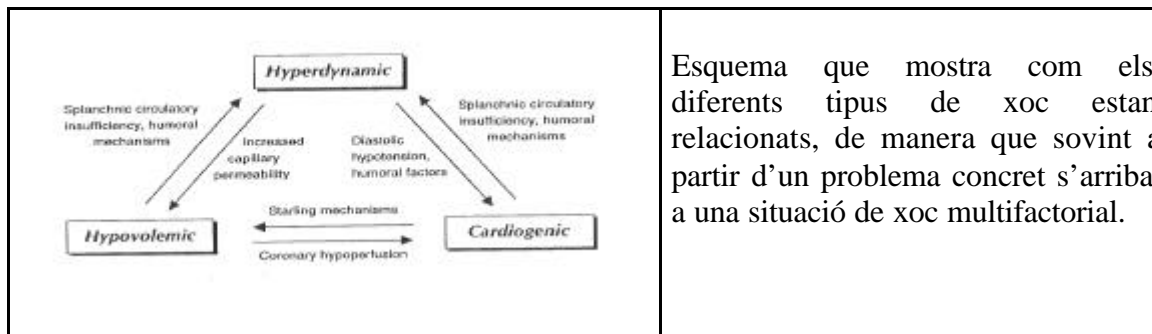 Hyperdynamic
Splanchnic circulatory
insufficiency, humoral
mechanisms
Splanchnic circulatory
insufficiency, humoral
mechanisms
Increased
capillary
permeability
Diastolic
hypotension,
humoral factors
Starling mechanisms
Hypovolemic
Cardiogenic
Coronary hypoperfusion
Esquema que mostra com els
diferents tipus de xoc estan
relacionats, de manera que sovint a
partir d’un problema concret s’arriba
a una situació de xoc multifactorial.